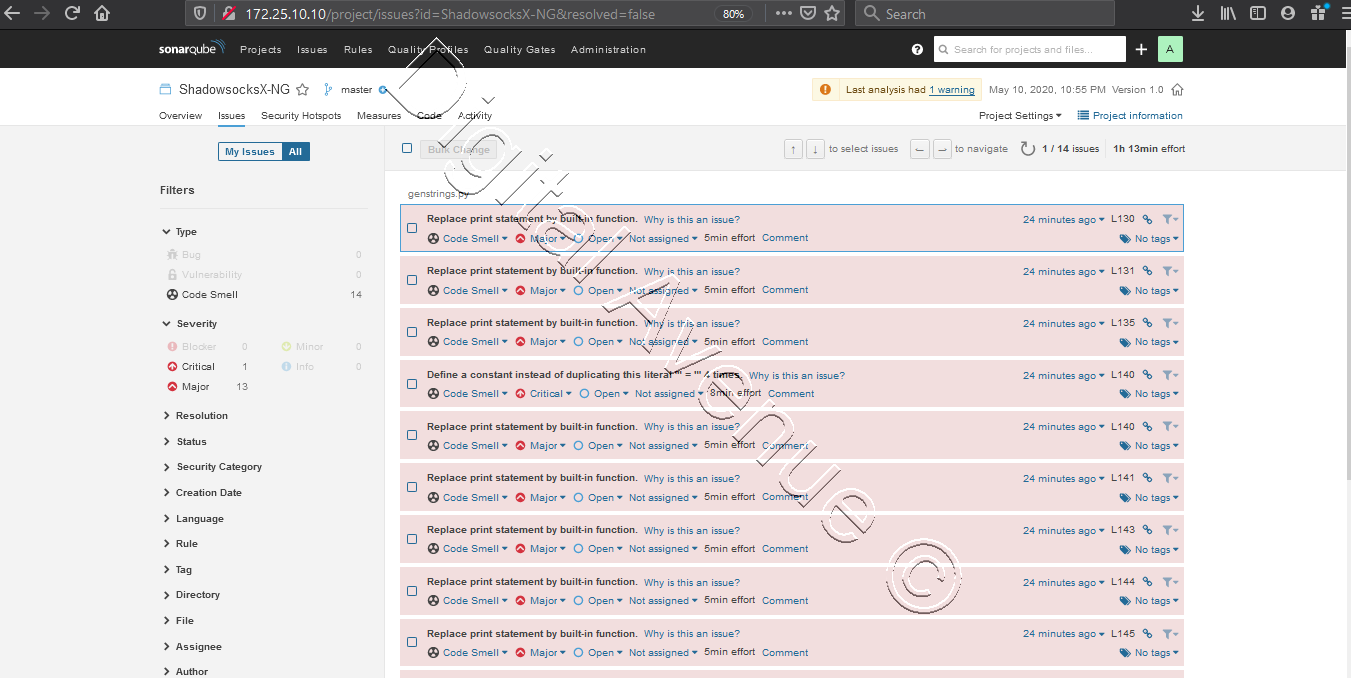 172.25.10.10/project/issues?id=ShadowsocksX-NG&resolved=false 80% Search
sonarqube Projects Issues Rules Quality Profiles Quality Gates Administration Search for projects and files... A
ShadowsocksX-NG master Last analysis had 1 warning May 10, 2020, 10:55 PM Version 1.0
Overview Issues Security Hotspots Measures Code Activity Project Settings Project information
My Issues All Bulk Change ↑ ↓ to select issues ← → to navigate 1 / 14 issues 1h 13min effort
Filters
genstrings.py
Type
Bug 0
Vulnerability 0
Code Smell 14
Severity
Blocker 0 Minor 0
Critical 1 Info 0
Major 13
Resolution
Status
Security Category
Creation Date
Language
Rule
Tag
Directory
File
Assignee
Author
Replace print statement by built-in function. Why is this an issue? 24 minutes ago L130
Code Smell Major Open Not assigned 5min effort Comment No tags
Replace print statement by built-in function. Why is this an issue? 24 minutes ago L131
Code Smell Major Open Not assigned 5min effort Comment No tags
Replace print statement by built-in function. Why is this an issue? 24 minutes ago L135
Code Smell Major Open Not assigned 5min effort Comment No tags
Define a constant instead of duplicating this literal "' = '" 4 times. Why is this an issue? 24 minutes ago L140
Code Smell Critical Open Not assigned 8min effort Comment No tags
Replace print statement by built-in function. Why is this an issue? 24 minutes ago L140
Code Smell Major Open Not assigned 5min effort Comment No tags
Replace print statement by built-in function. Why is this an issue? 24 minutes ago L141
Code Smell Major Open Not assigned 5min effort Comment No tags
Replace print statement by built-in function. Why is this an issue? 24 minutes ago L143
Code Smell Major Open Not assigned 5min effort Comment No tags
Replace print statement by built-in function. Why is this an issue? 24 minutes ago L144
Code Smell Major Open Not assigned 5min effort Comment No tags
Replace print statement by built-in function. Why is this an issue? 24 minutes ago L145
Code Smell Major Open Not assigned 5min effort Comment No tags
Digital Avenue ©